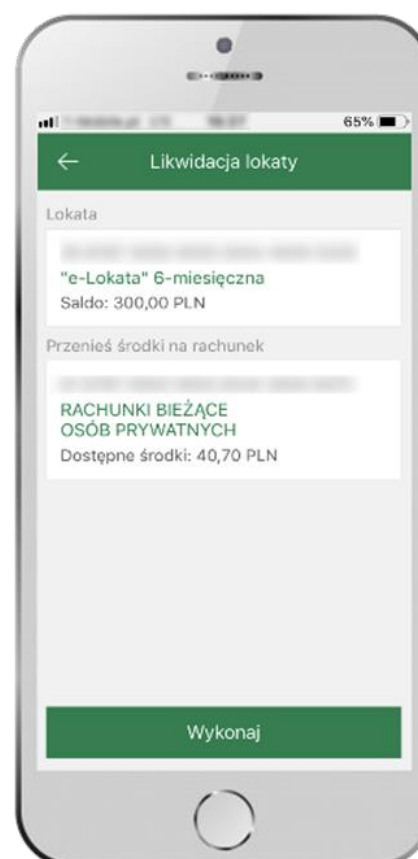 65%
Likwidacja lokaty
Lokata
"e-Lokata" 6-miesięczna
Saldo: 300,00 PLN
Przenieś środki na rachunek
RACHUNKI BIEŻĄCE
OSÓB PRYWATNYCH
Dostępne środki: 40,70 PLN
Wykonaj